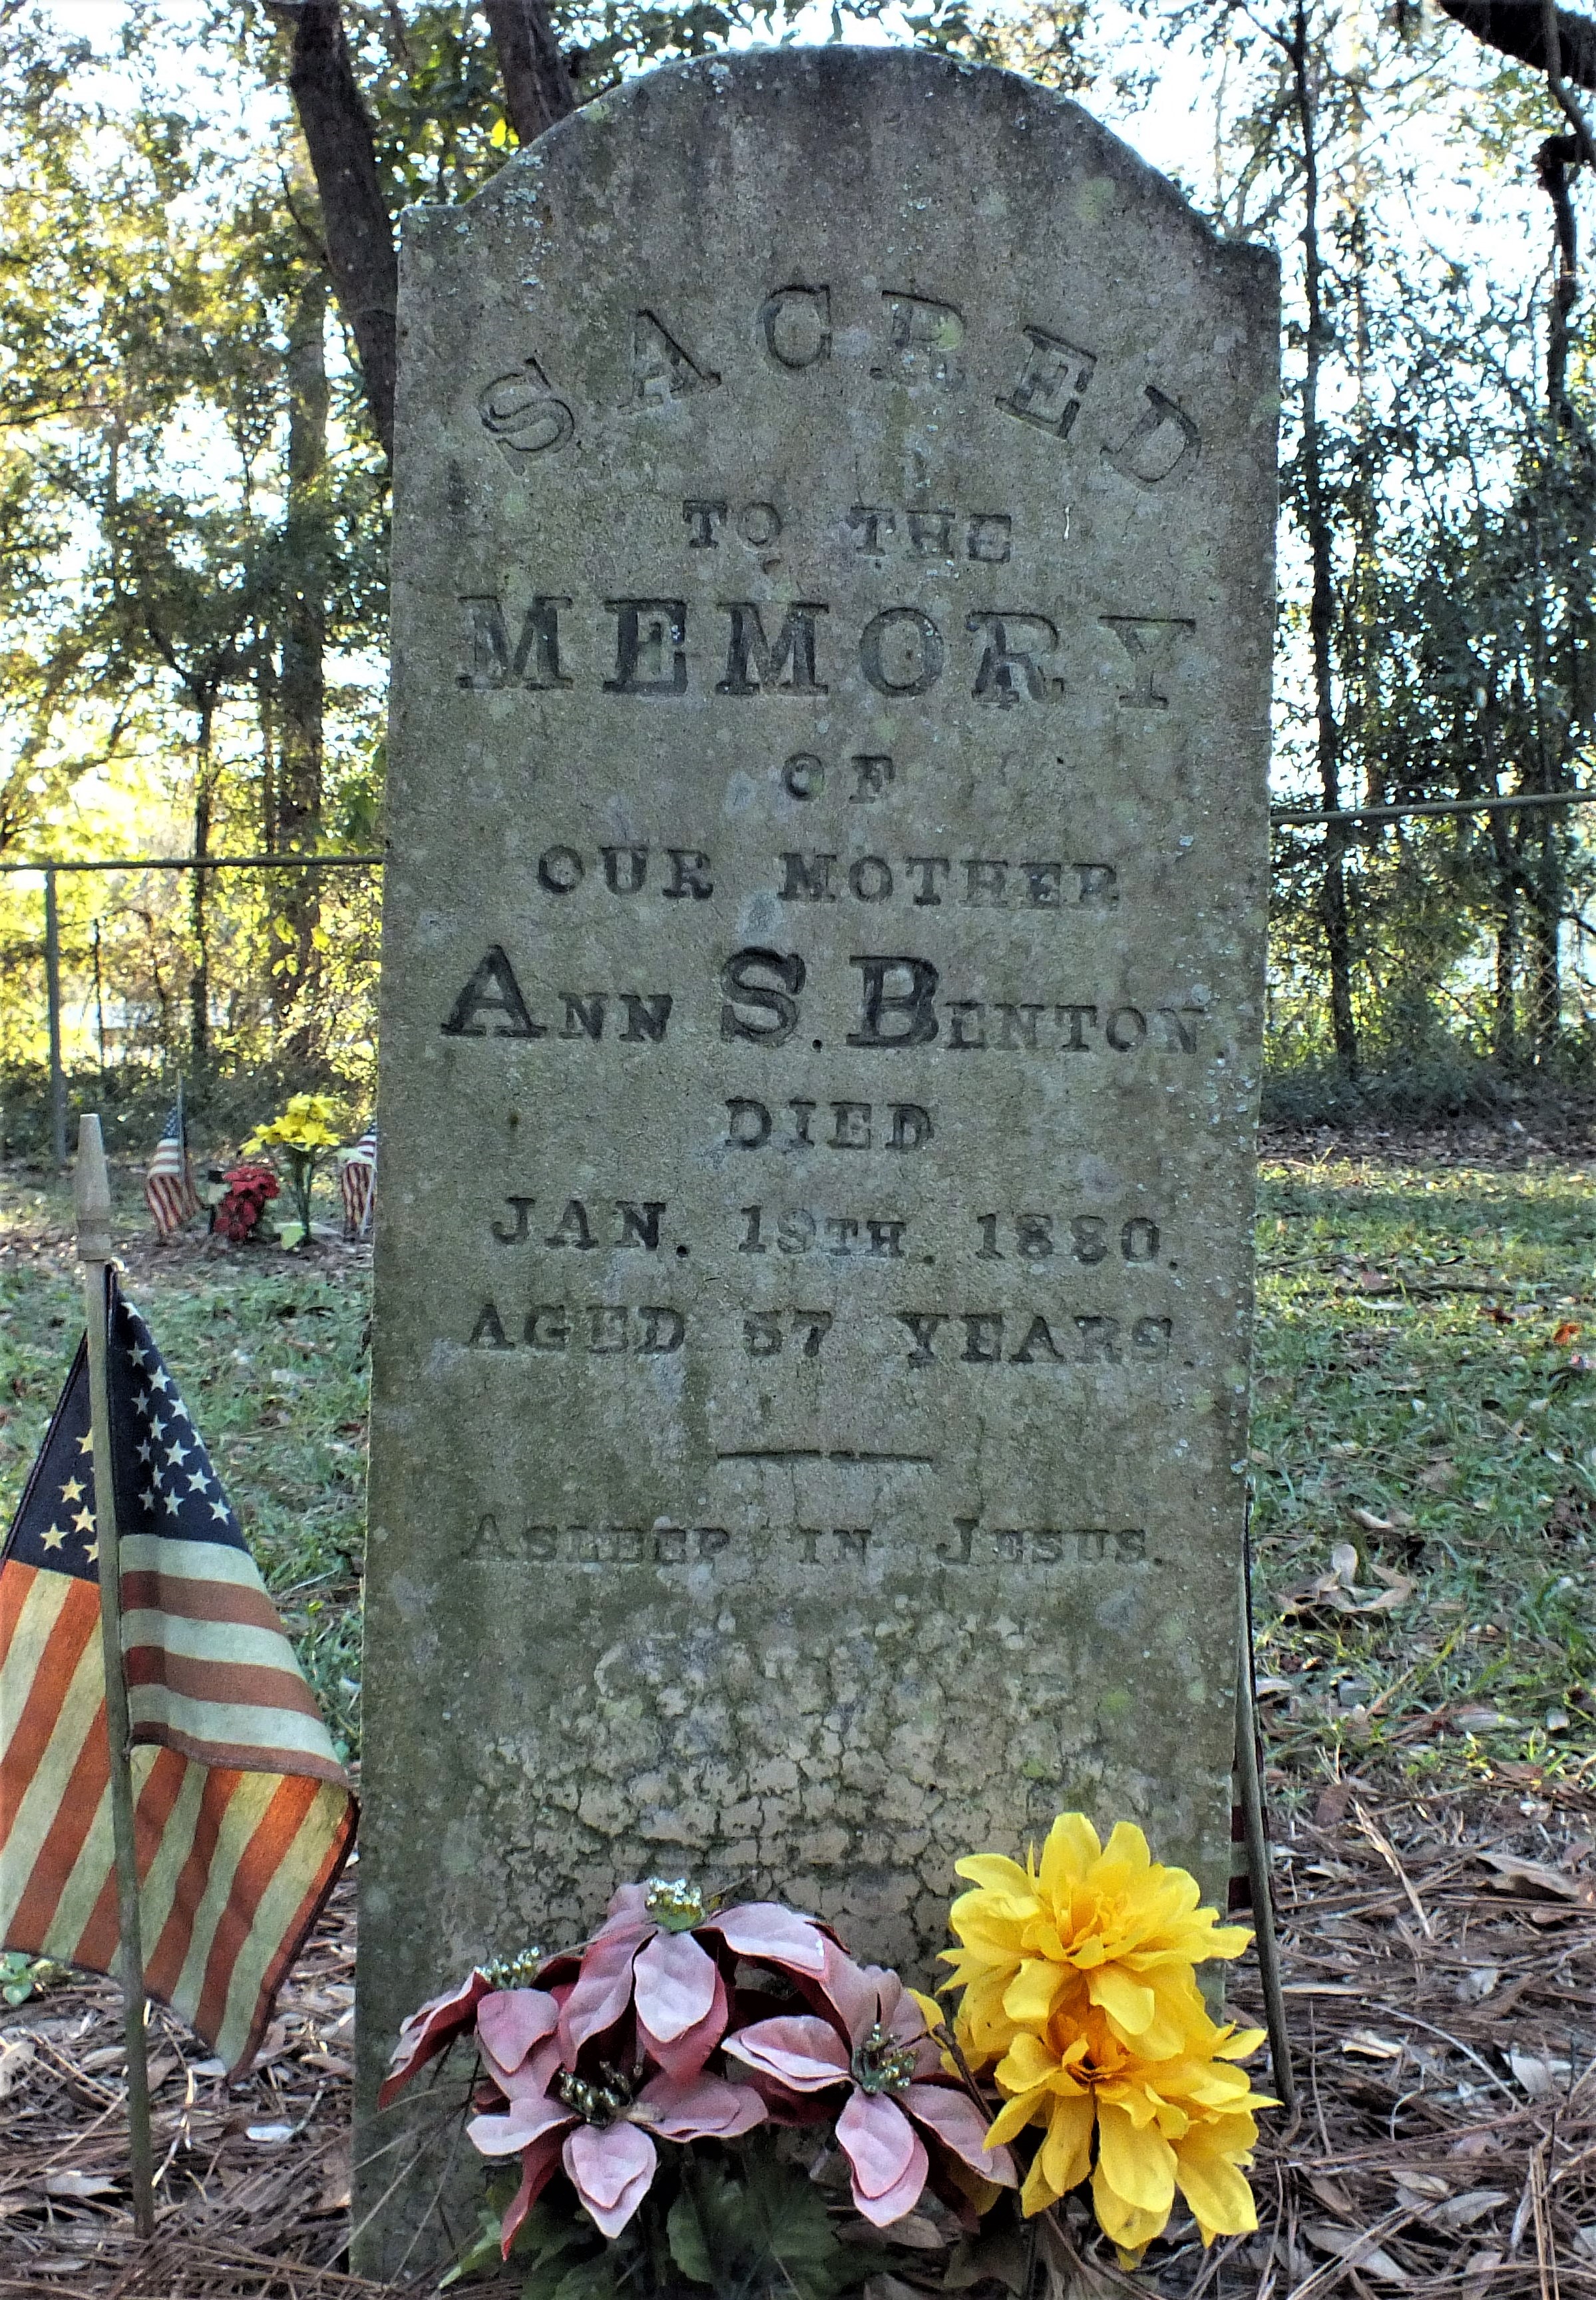 SACRED
TO THE
MEMORY
OF
OUR MOTHER
ANN S. BENTON.
DIED
JAN. 19TH. 1880.
AGED 57 YEARS.
ASLEEP IN JESUS.